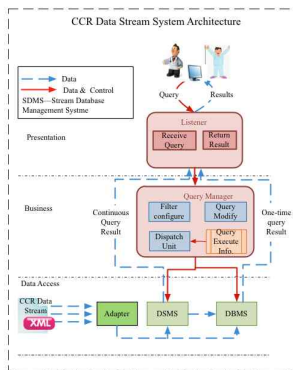 CCR Data Stream System Architecture
Data
Data & Control
SDMS—Stream Database
Management Systme
Query
Results
Listener
Receive
Query
Return
Result
Presentation
Business
Query Manager
Filter
configure
Query
Modify
Dispatch
Unit
Query
Execute
Info.
Continuous
Query
Result
One-time
query
Result
Data Access
CCR Data
Stream
XML
Adapter
DSMS
DBMS